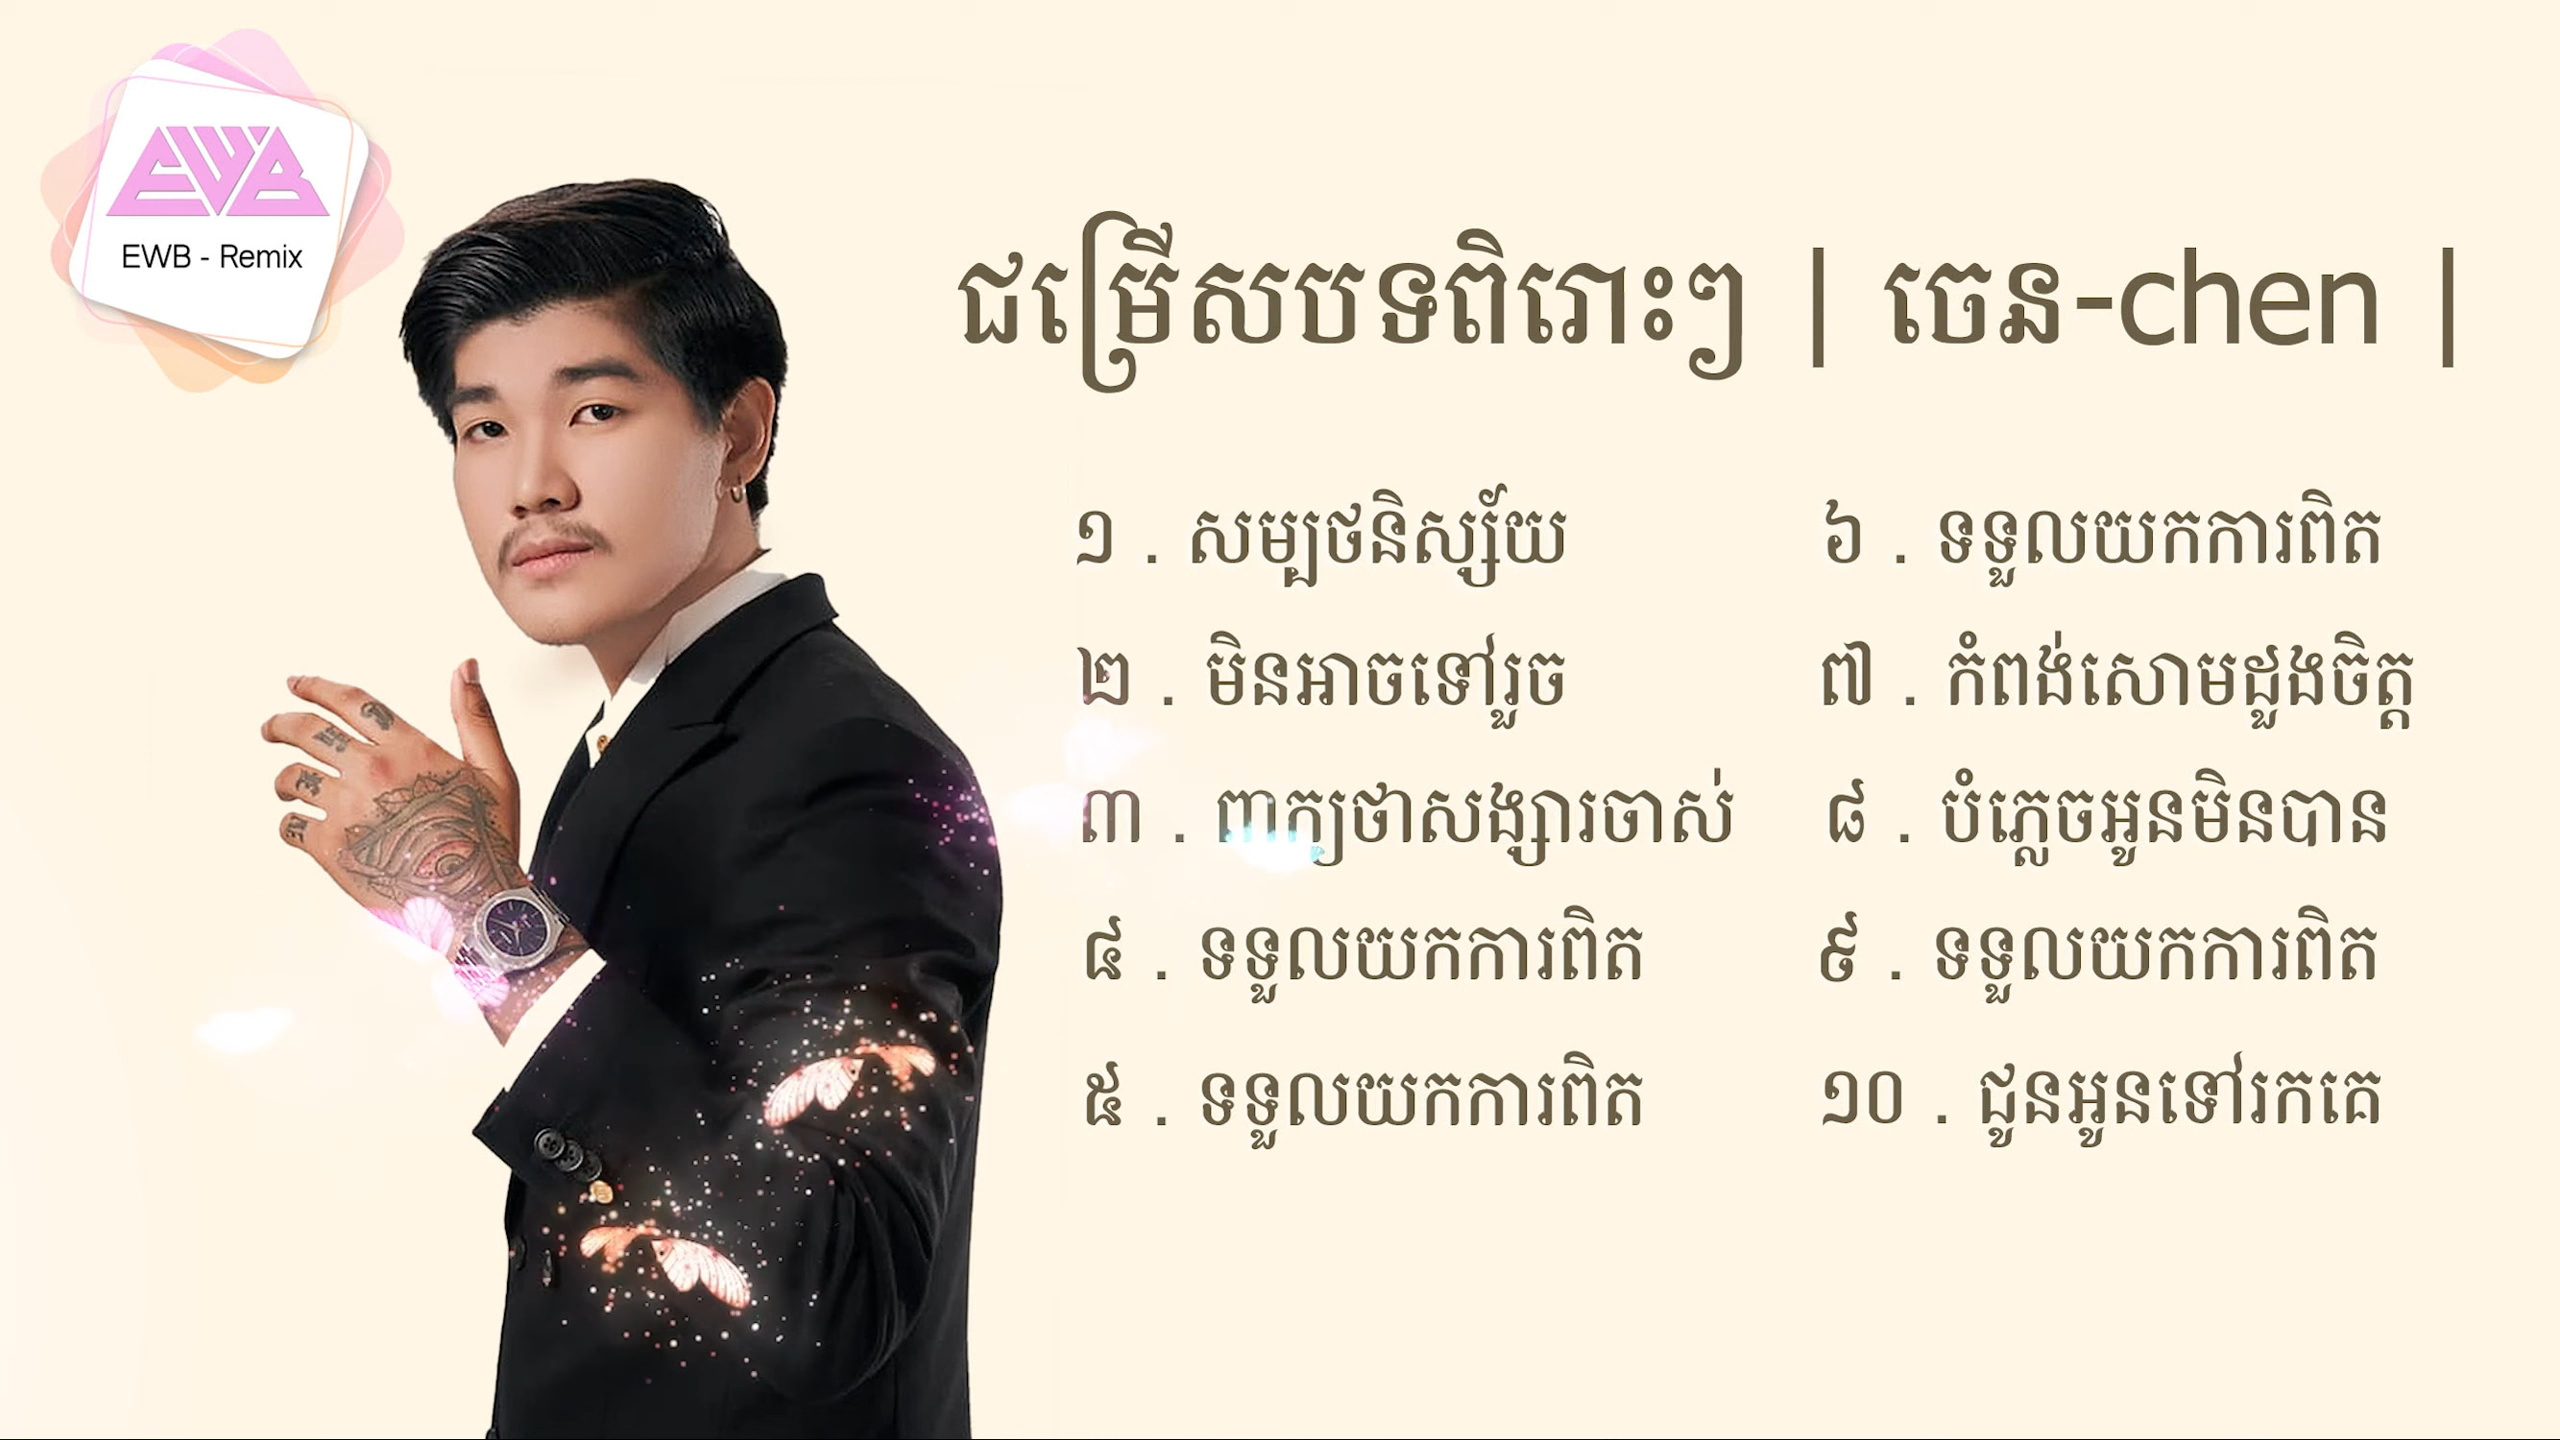 EWB
EWB - Remix
ជម្រើសបទពិរោះៗ | ចេន-chen |
១ . សម្បថនិស្ស័យ
២ . មិនអាចទៅរួច
៣ . ពាក្យថាសង្សារចាស់
៤ . ទទួលយកការពិត
៥ . ទទួលយកការពិត
៦ . ទទួលយកការពិត
៧ . កំពង់សោមដួងចិត្ត
៨ . បំភ្លេចអូនមិនបាន
៩ . ទទួលយកការពិត
១០ . ជូនអូនទៅរកគេ